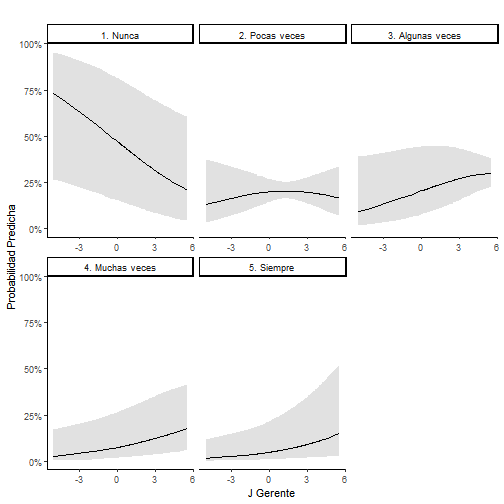 1. Nunca
2. Pocas veces
3. Algunas veces
100%
75%
50%
25%
0%
-3 0 3 6
-3 0 3 6
-3 0 3 6
Probabilidad Predicha
4. Muchas veces
5. Siempre
100%
75%
50%
25%
0%
-3 0 3 6
-3 0 3 6
J Gerente